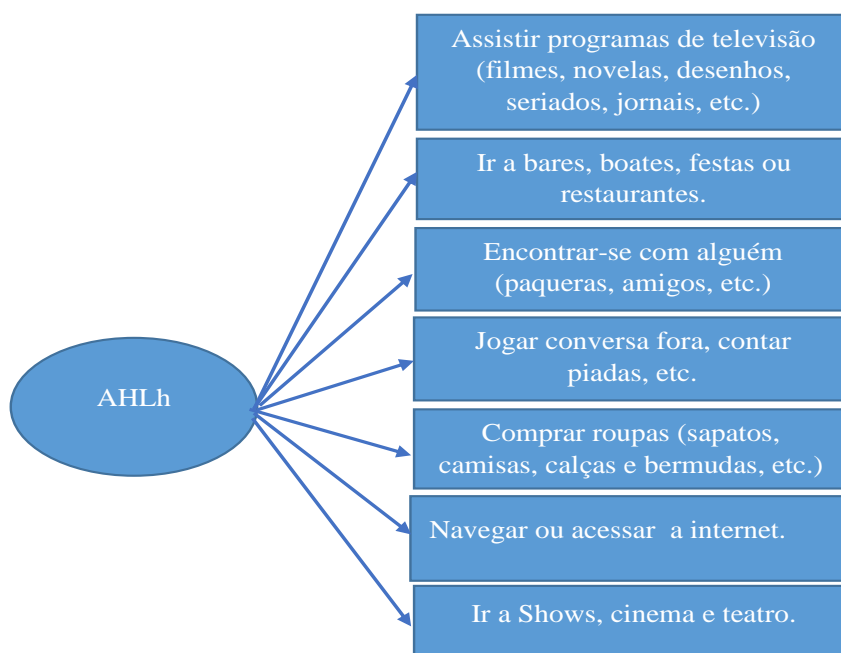 Assistir programas de televisão
(filmes, novelas, desenhos,
seriados, jornais, etc.)
Ir a bares, boates, festas ou
restaurantes.
Encontrar-se com alguém
(paqueras, amigos, etc.)
Jogar conversa fora, contar
piadas, etc.
AHLh
Comprar roupas (sapatos,
camisas, calças e bermudas, etc.)
Navegar ou acessar a internet.
Ir a Shows, cinema e teatro.